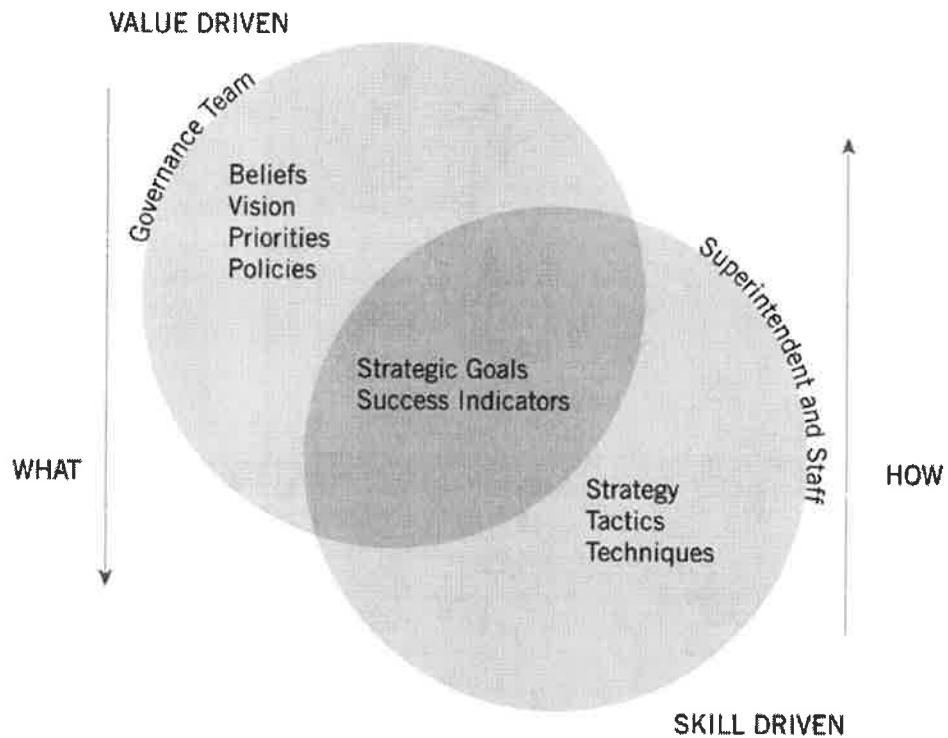 VALUE DRIVEN
Governance Team
Beliefs
Vision
Priorities
Policies
Superintendent and Staff
Strategic Goals
Success Indicators
WHAT
HOW
Strategy
Tactics
Techniques
SKILL DRIVEN